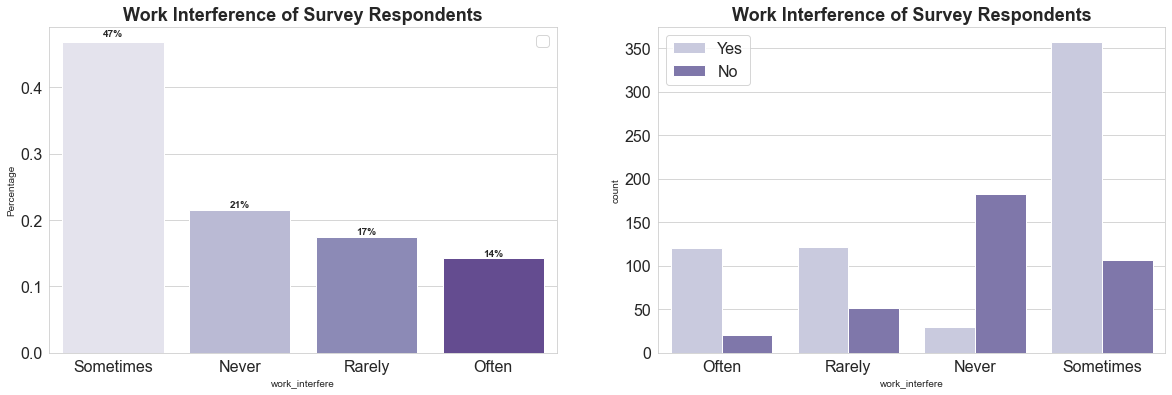 Work Interference of Survey Respondents
47%
21%
17%
14%
0.4
0.3
0.2
0.1
0.0
Percentage
Sometimes Never Rarely Often
work_interfere
Work Interference of Survey Respondents
Yes
No
350
300
250
200
150
100
50
0
count
Often Rarely Never Sometimes
work_interfere